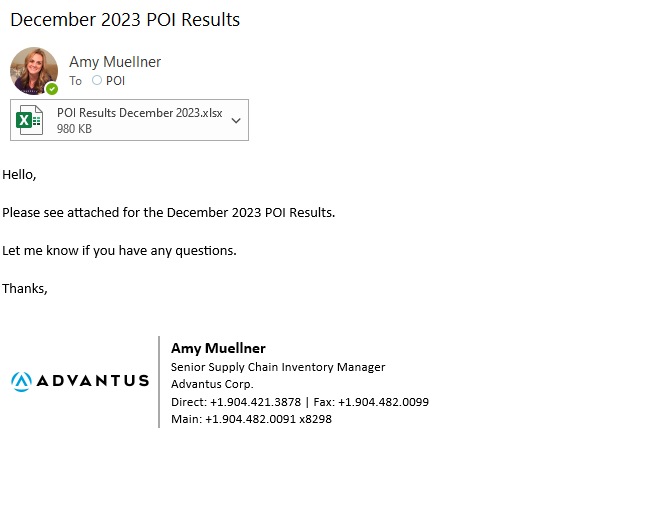 December 2023 POI Results
Amy Muellner
To POI
POI Results December 2023.xlsx
980 KB
Hello,
Please see attached for the December 2023 POI Results.
Let me know if you have any questions.
Thanks,
ADVANTUS
Amy Muellner
Senior Supply Chain Inventory Manager
Advantus Corp.
Direct: +1.904.421.3878 | Fax: +1.904.482.0099
Main: +1.904.482.0091 x8298